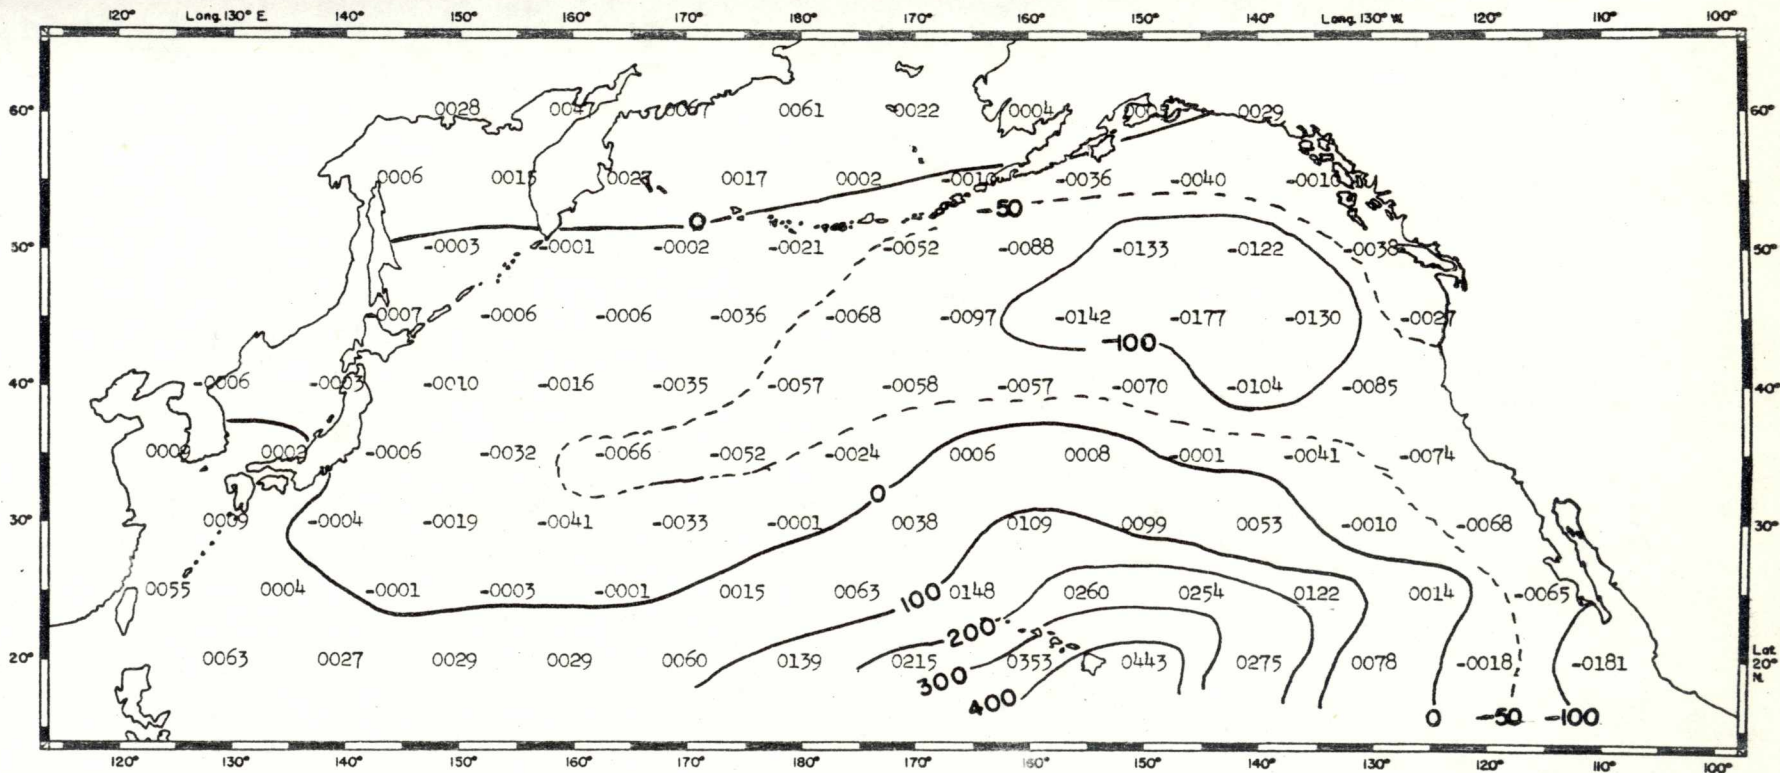 120° Long.130° E. 140° 150° 160° 170° 180° 170° 160° 150° 140° Long.130° W. 120° 110° 100°
60° 0028 0047 0067 0061 0022 0004 0029 60°
0006 0015 0027 0017 0002 -0010 -0036 -0040 -0010
0 -50
50° -0003 -0001 -0002 -0021 -0052 -0088 -0133 -0122 -0038 50°
-0007 -0006 -0006 -0036 -0068 -0097 -0142 -0177 -0130 -0027
-100
40° -0006 -0003 -0010 -0016 -0035 -0057 -0058 -0057 -0070 -0104 -0085 40°
0002 -0006 -0032 -0066 -0052 -0024 0006 0008 -0001 -0041 -0074
0
30° 0009 -0004 -0019 -0041 -0033 -0001 0038 0109 0099 0053 -0010 -0068 30°
0055 0004 -0001 -0003 -0001 0015 0063 100 0148 0260 0254 0122 0014 -0065
200
20° 0063 0027 0029 0029 0060 0139 0215 0353 0443 0275 0078 -0018 -0181 Lat. 20° N.
300
400 0 -50 -100
120° 130° 140° 150° 160° 170° 180° 170° 160° 150° 140° 130° 120° 110° 100°